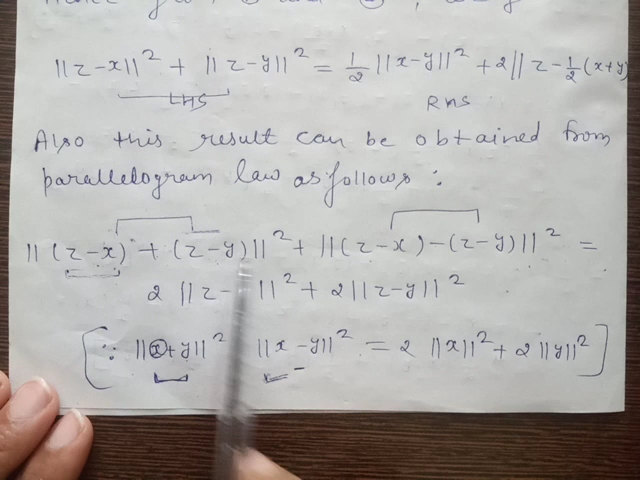 ||z-x||² + ||z-y||² = 1/2 ||x-y||² + 2||z-1/2(x+y)
LHS RHS
Also this result can be obtained from
parallelogram law as follows :
||(z-x) + (z-y)||² + ||(z-x)-(z-y)||² =
2 ||z- ||² + 2||z-y||²
[∵ ||x+y||² ||x-y||² = 2 ||x||² + 2||y||²]